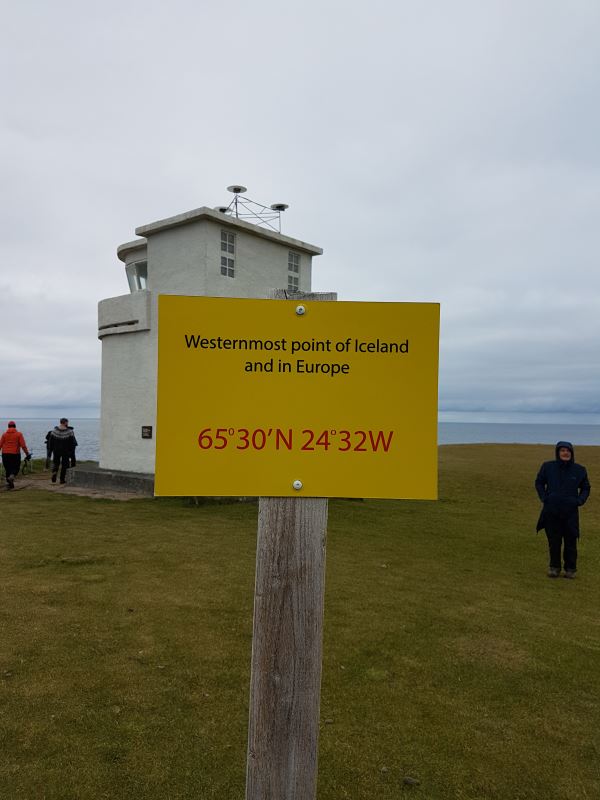 Westernmost point of Iceland
and in Europe
65°30'N 24°32W